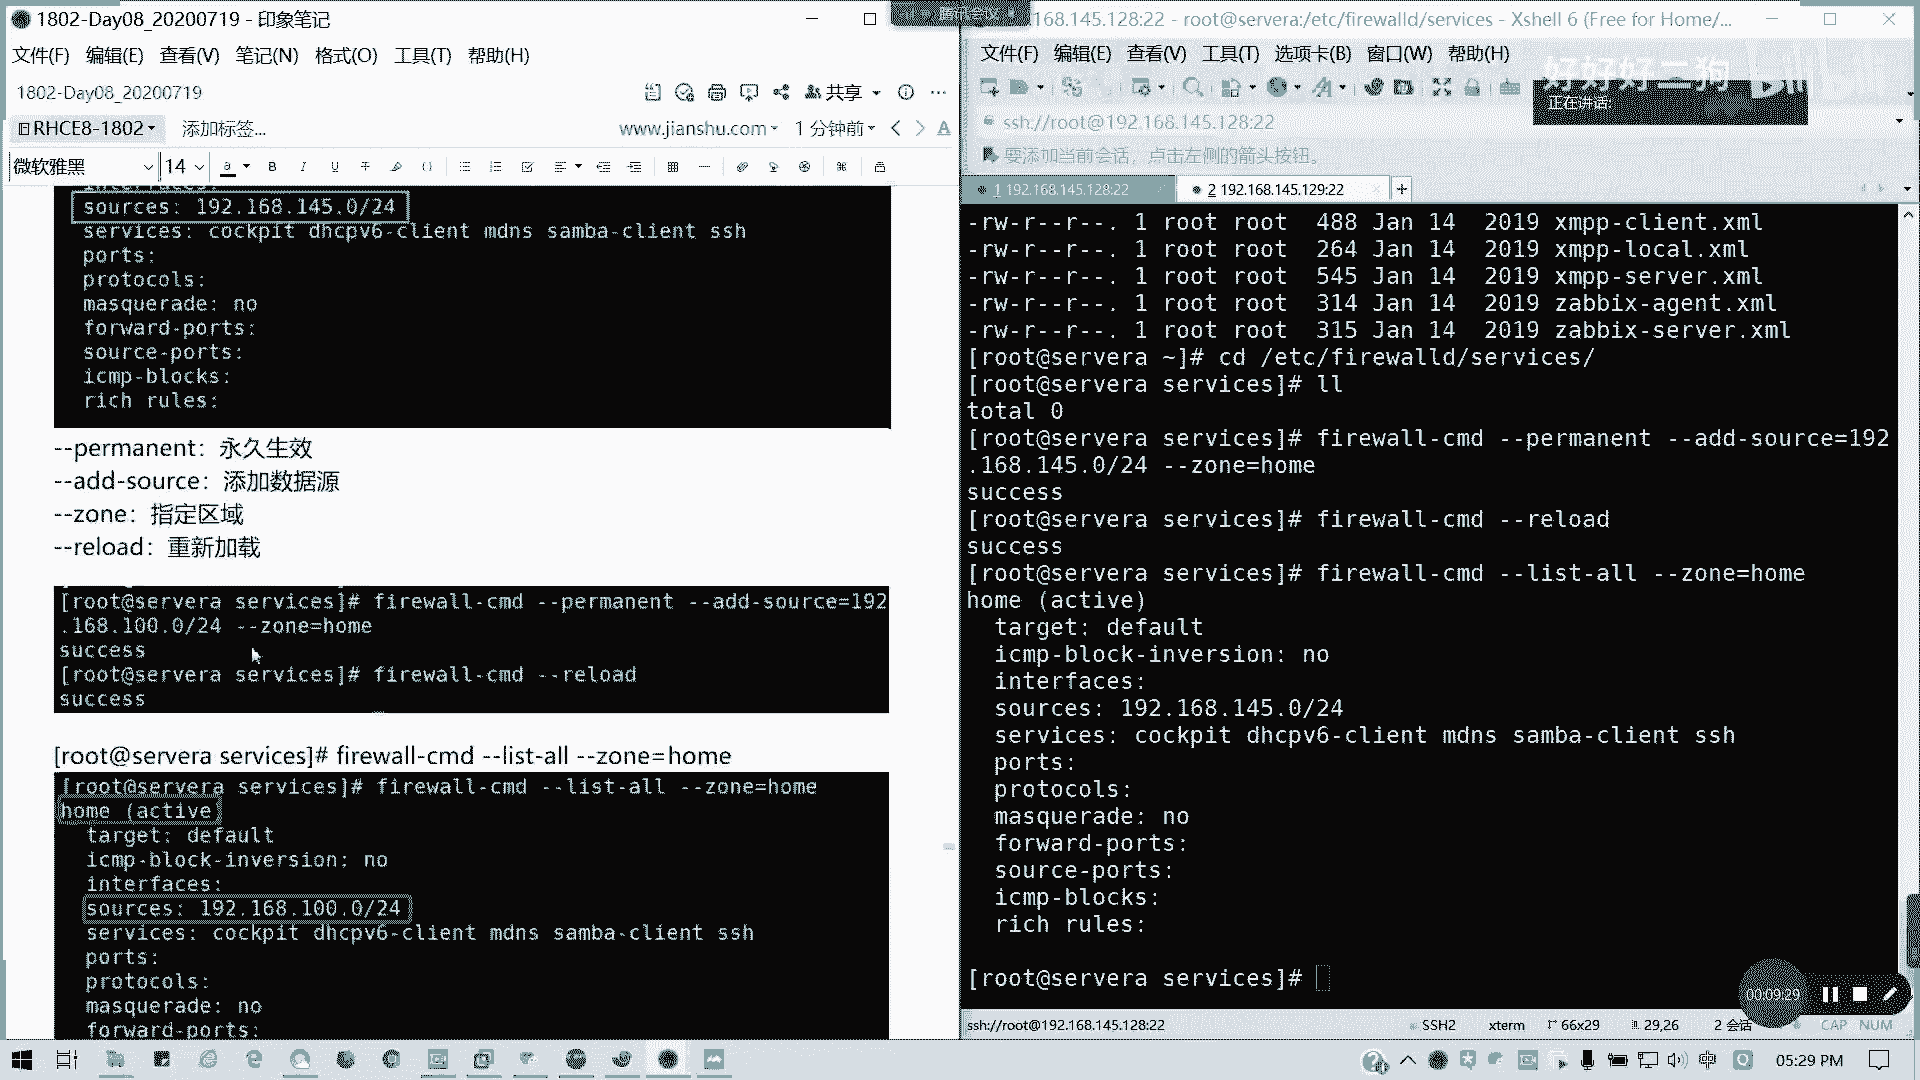 1802-Day08_20200719 - 印象笔记
文件(F) 编辑(E) 查看(V) 笔记(N) 格式(O) 工具(T) 帮助(H)
1802-Day08_20200719
共享
RHCE8-1802
添加标签...
www.jianshu.com
1 分钟前
微软雅黑
14
sources: 192.168.145.0/24
services: cockpit dhcpv6-client mdns samba-client ssh
ports:
protocols:
masquerade: no
forward-ports:
source-ports:
icmp-blocks:
rich rules:
--permanent：永久生效
--add-source：添加数据源
--zone：指定区域
--reload：重新加载
[root@servera services]# firewall-cmd --permanent --add-source=192
.168.100.0/24 --zone=home
success
[root@servera services]# firewall-cmd --reload
success
[root@servera services]# firewall-cmd --list-all --zone=home
[root@servera services]# firewall-cmd --list-all --zone=home
home (active)
target: default
icmp-block-inversion: no
interfaces:
sources: 192.168.100.0/24
services: cockpit dhcpv6-client mdns samba-client ssh
ports:
protocols:
masquerade: no
forward-ports:
腾讯会议
168.145.128:22 - root@servera:/etc/firewalld/services - Xshell 6 (Free for Home/...
文件(F) 编辑(E) 查看(V) 工具(T) 选项卡(B) 窗口(W) 帮助(H)
好好好二狗
正在讲话:
ssh://root@192.168.145.128:22
要添加当前会话，点击左侧的箭头按钮。
1 192.168.145.128:22
2 192.168.145.129:22
-rw-r--r--. 1 root root 488 Jan 14 2019 xmpp-client.xml
-rw-r--r--. 1 root root 264 Jan 14 2019 xmpp-local.xml
-rw-r--r--. 1 root root 545 Jan 14 2019 xmpp-server.xml
-rw-r--r--. 1 root root 314 Jan 14 2019 zabbix-agent.xml
-rw-r--r--. 1 root root 315 Jan 14 2019 zabbix-server.xml
[root@servera ~]# cd /etc/firewalld/services/
[root@servera services]# ll
total 0
[root@servera services]# firewall-cmd --permanent --add-source=192
.168.145.0/24 --zone=home
success
[root@servera services]# firewall-cmd --reload
success
[root@servera services]# firewall-cmd --list-all --zone=home
home (active)
target: default
icmp-block-inversion: no
interfaces:
sources: 192.168.145.0/24
services: cockpit dhcpv6-client mdns samba-client ssh
ports:
protocols:
masquerade: no
forward-ports:
source-ports:
icmp-blocks:
rich rules:
[root@servera services]#
00:09:29
ssh://root@192.168.145.128:22
SSH2
xterm
66x29
29,26
2 会话
CAP
NUM
中
05:29 PM